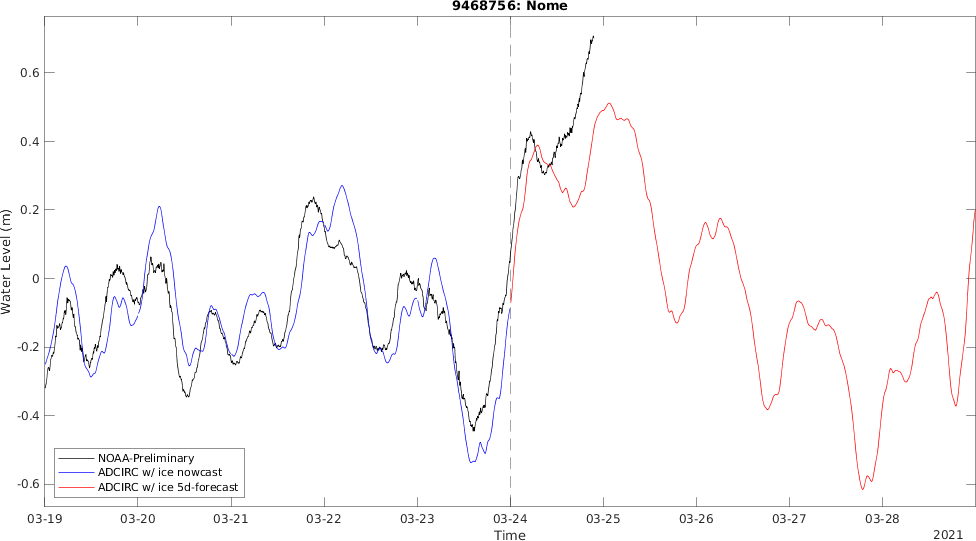 9468756: Nome
Water Level (m)
0.6
0.4
0.2
0
-0.2
-0.4
-0.6
NOAA-Preliminary
ADCIRC w/ ice nowcast
ADCIRC w/ ice 5d-forecast
03-19 03-20 03-21 03-22 03-23 03-24 03-25 03-26 03-27 03-28
Time
2021